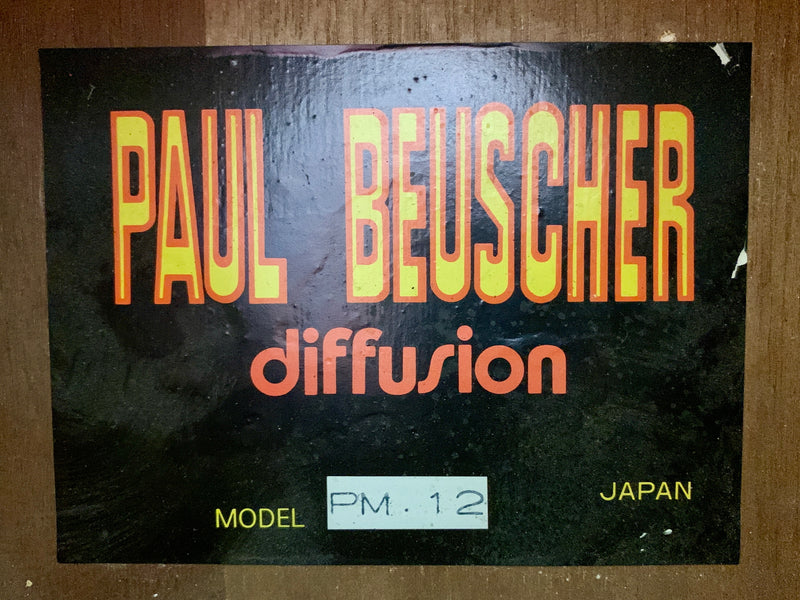 PAUL BEUSCHER
diffusion
MODEL PM. 12
JAPAN